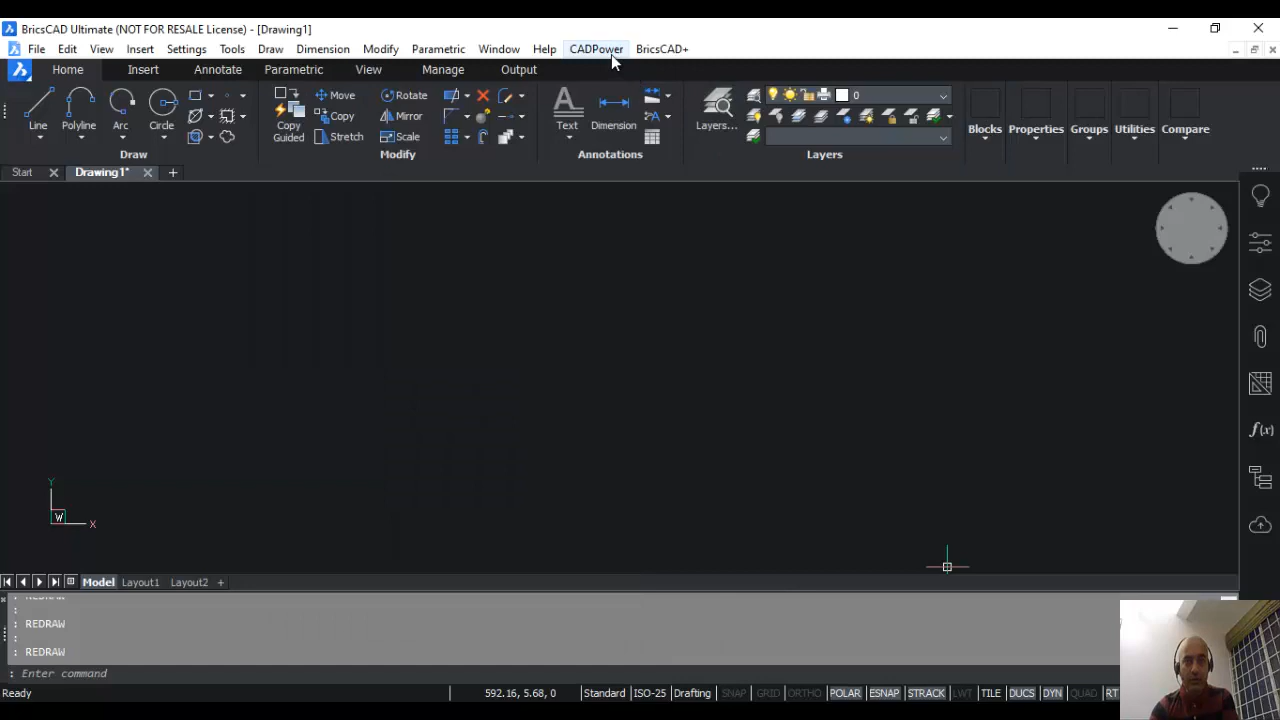 BricsCAD Ultimate (NOT FOR RESALE License) - [Drawing1]
File Edit View Insert Settings Tools Draw Dimension Modify Parametric Window Help CADPower BricsCAD+
Home Insert Annotate Parametric View Manage Output
Line Polyline Arc Circle
Draw
Copy Guided
Move Rotate
Copy Mirror
Stretch Scale
Modify
Text Dimension
Annotations
Layers...
0
Layers
Blocks Properties Groups Utilities Compare
Start Drawing1*
f(x)
Y
W
X
Model Layout1 Layout2 +
: REDRAW
:
: REDRAW
:
: REDRAW
: Enter command
Ready 592.16, 5.68, 0 Standard ISO-25 Drafting SNAP GRID ORTHO POLAR ESNAP STRACK LWT TILE DUCS DYN QUAD RT